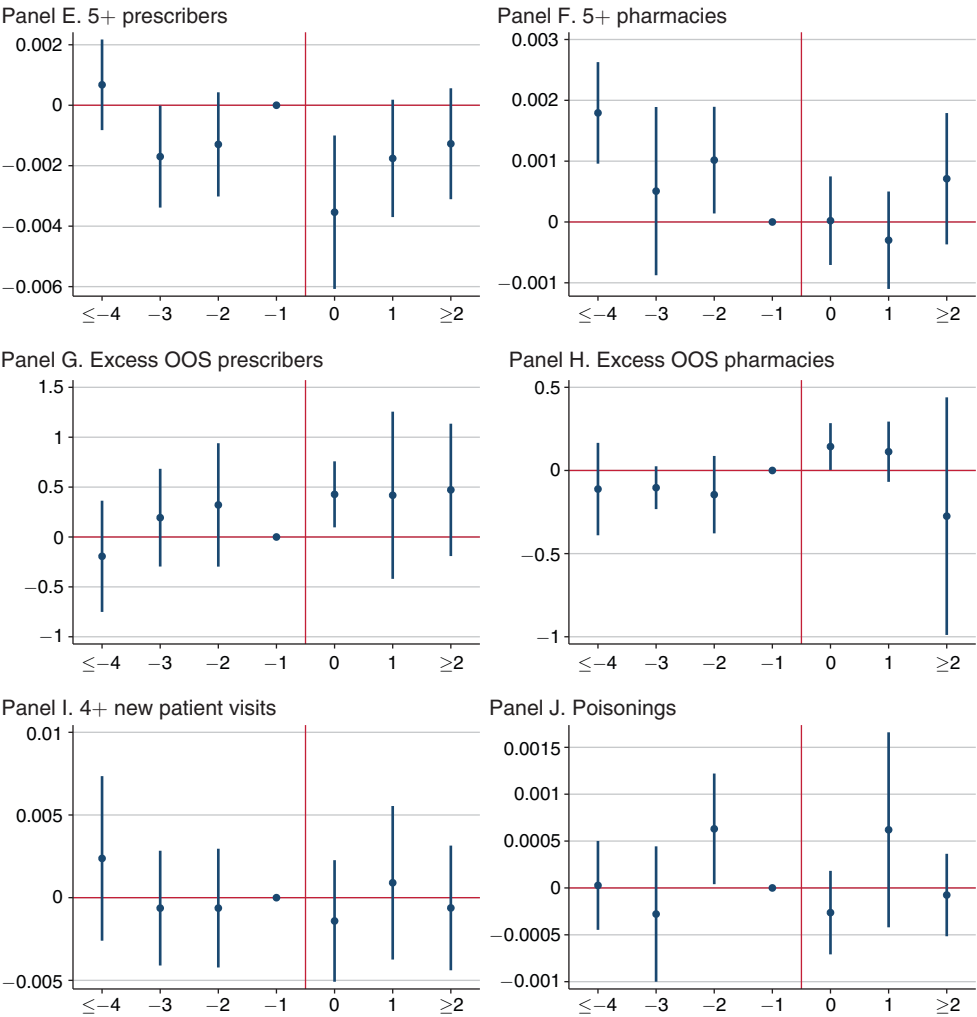 Panel E. 5+ prescribers
0.002
0
−0.002
−0.004
−0.006
≤−4 −3 −2 −1 0 1 ≥2
Panel F. 5+ pharmacies
0.003
0.002
0.001
0
−0.001
≤−4 −3 −2 −1 0 1 ≥2
Panel G. Excess OOS prescribers
1.5
1
0.5
0
−0.5
−1
≤−4 −3 −2 −1 0 1 ≥2
Panel H. Excess OOS pharmacies
0.5
0
−0.5
−1
≤−4 −3 −2 −1 0 1 ≥2
Panel I. 4+ new patient visits
0.01
0.005
0
−0.005
≤−4 −3 −2 −1 0 1 ≥2
Panel J. Poisonings
0.0015
0.001
0.0005
0
−0.0005
−0.001
≤−4 −3 −2 −1 0 1 ≥2